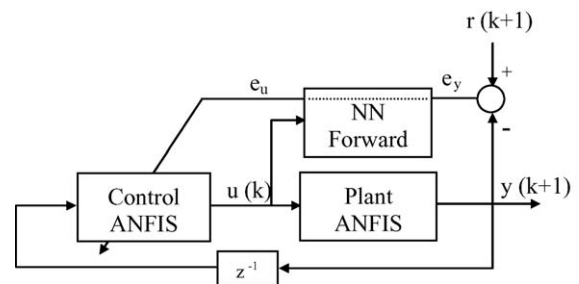 r (k+1)
+
e_u
e_y
NN
Forward
-
Control
ANFIS
u (k)
Plant
ANFIS
y (k+1)
z⁻¹